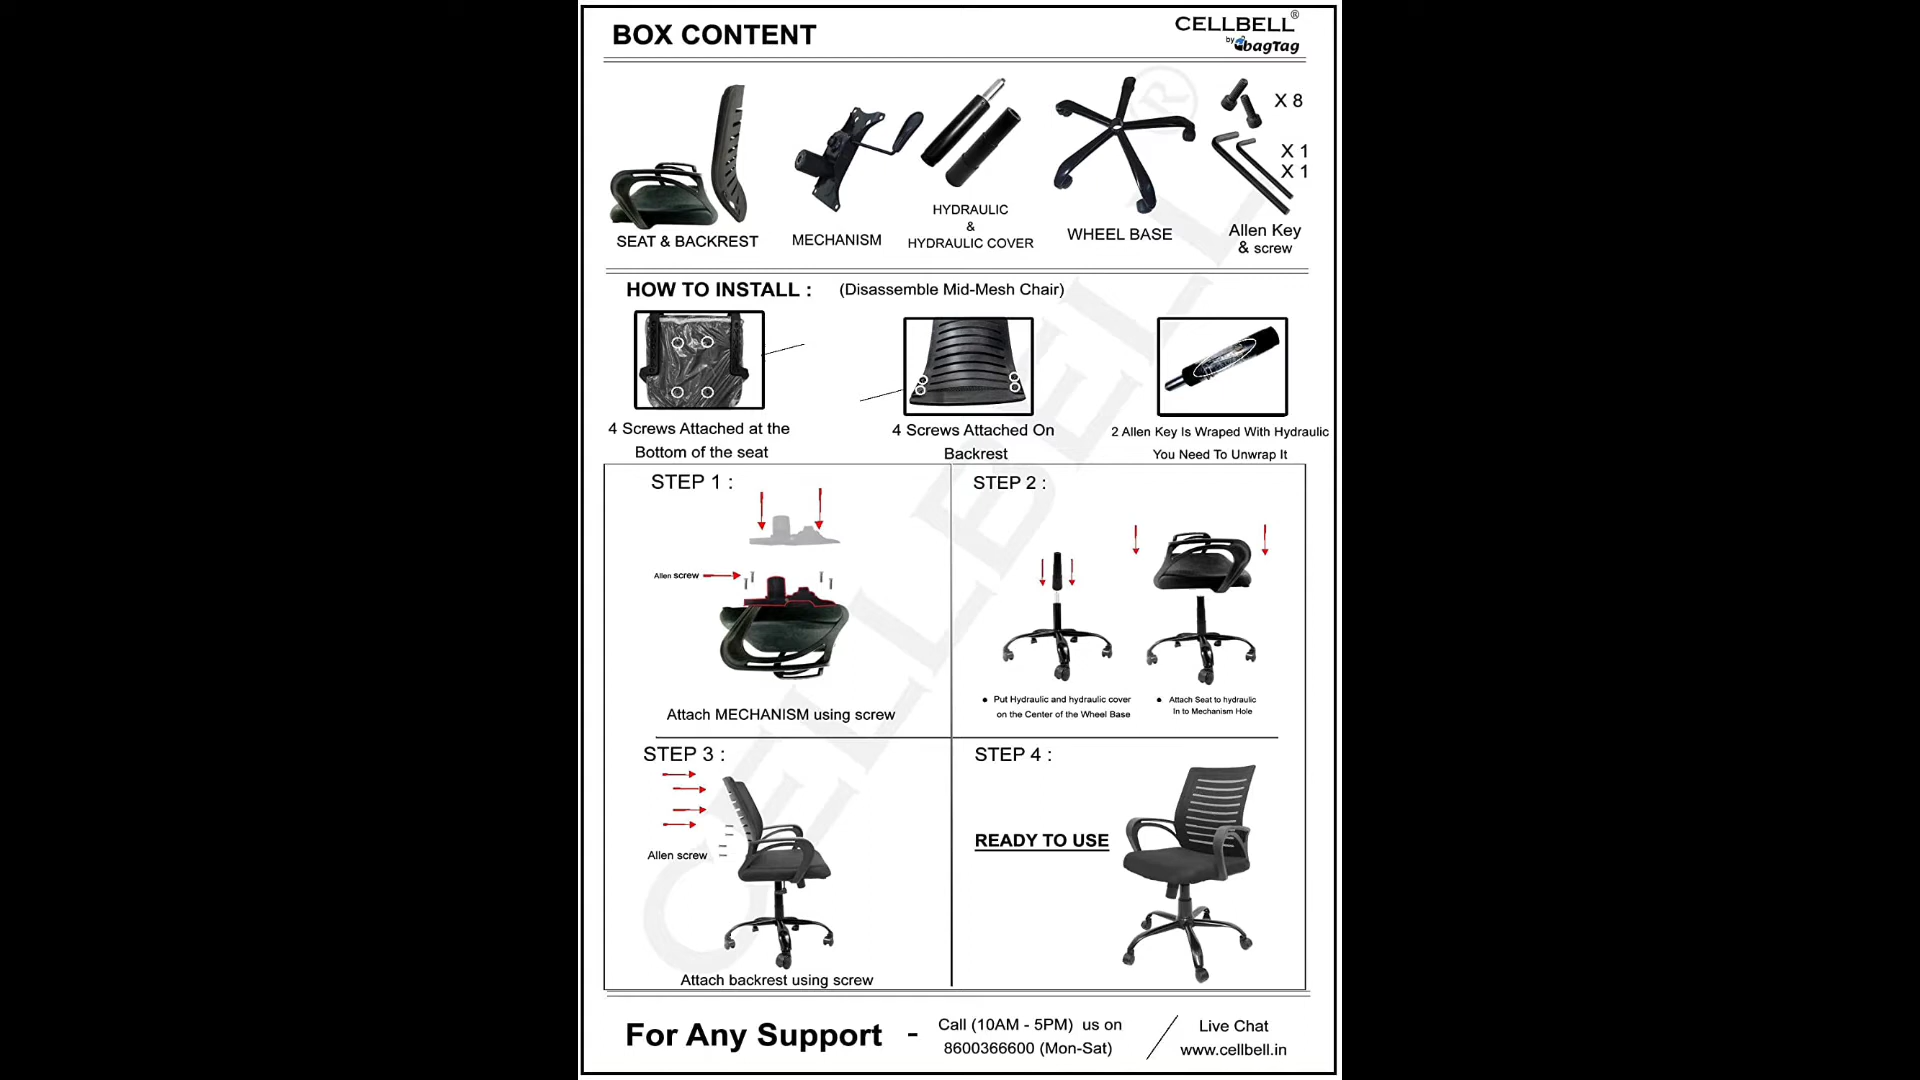 BOX CONTENT
CELLBELL®
by bagTag
X 8
X 1
X 1
SEAT & BACKREST
MECHANISM
HYDRAULIC
&
HYDRAULIC COVER
WHEEL BASE
Allen Key
& screw
HOW TO INSTALL : (Disassemble Mid-Mesh Chair)
4 Screws Attached at the
Bottom of the seat
4 Screws Attached On
Backrest
2 Allen Key Is Wraped With Hydraulic
You Need To Unwrap It
STEP 1 :
Allen screw
Attach MECHANISM using screw
STEP 2 :
• Put Hydraulic and hydraulic cover
on the Center of the Wheel Base
• Attach Seat to hydraulic
In to Mechanism Hole
STEP 3 :
Allen screw
Attach backrest using screw
STEP 4 :
READY TO USE
CELLBELL®
For Any Support -
Call (10AM - 5PM) us on
8600366600 (Mon-Sat)
/
Live Chat
www.cellbell.in